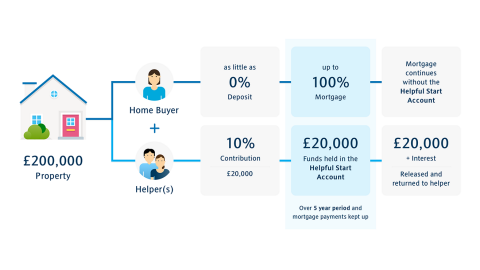 £200,000
Property
Home Buyer
+
Helper(s)
as little as
0%
Deposit
up to
100%
Mortgage
Mortgage
continues
without the
Helpful Start
Account
10%
Contribution
£20,000
£20,000
Funds held in the
Helpful Start
Account
£20,000
+ Interest
Released and
returned to helper
Over 5 year period and
mortgage payments kept up